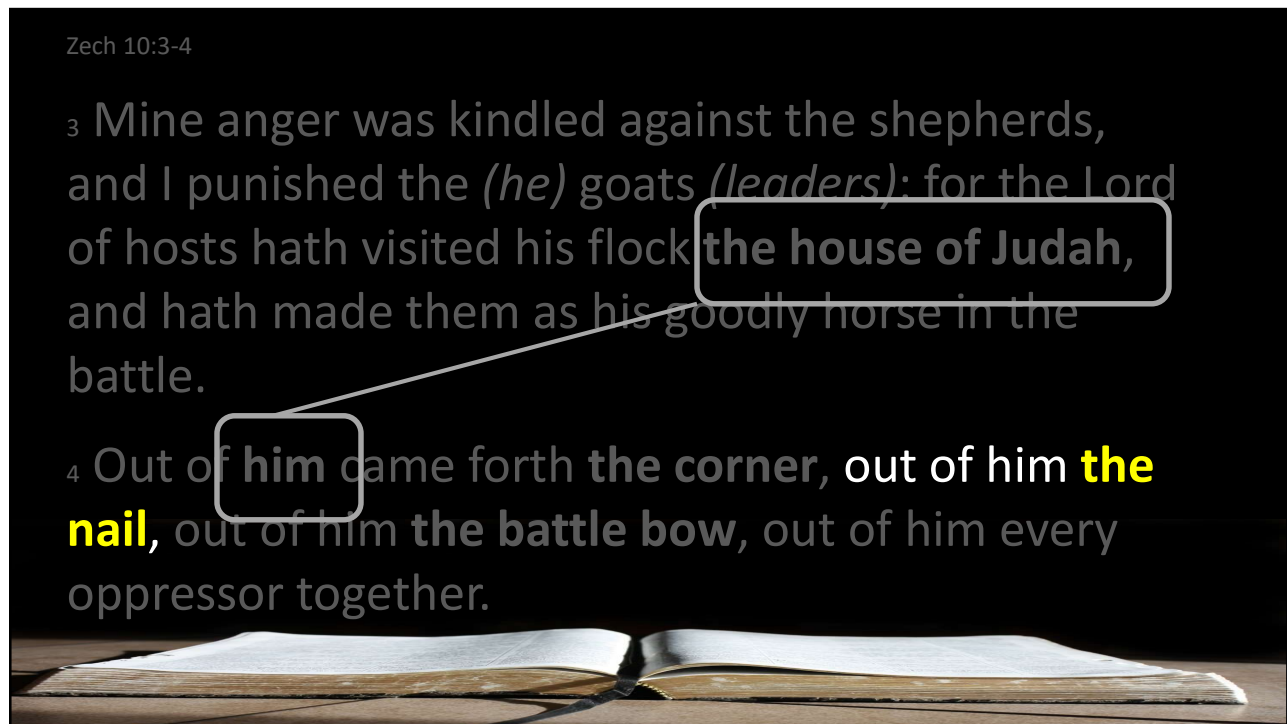 Zech 10:3-4
3 Mine anger was kindled against the shepherds,
and I punished the (he) goats (leaders): for the Lord
of hosts hath visited his flock the house of Judah,
and hath made them as his goodly horse in the
battle.
4 Out of him came forth the corner, out of him the
nail, out of him the battle bow, out of him every
oppressor together.